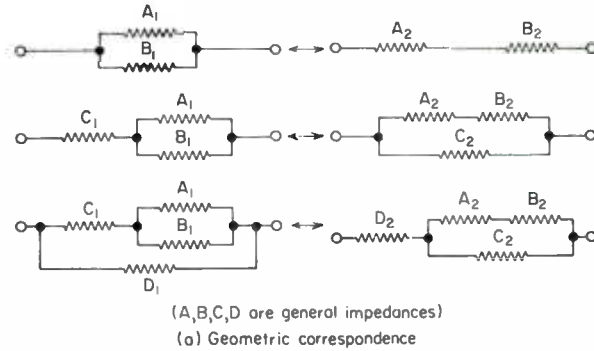 A₁
B₁
A₂ B₂
C₁ A₁
B₁
A₂ B₂
C₂
C₁ A₁
B₁
D₁
D₂ A₂ B₂
C₂
(A,B,C,D are general impedances)
(a) Geometric correspondence